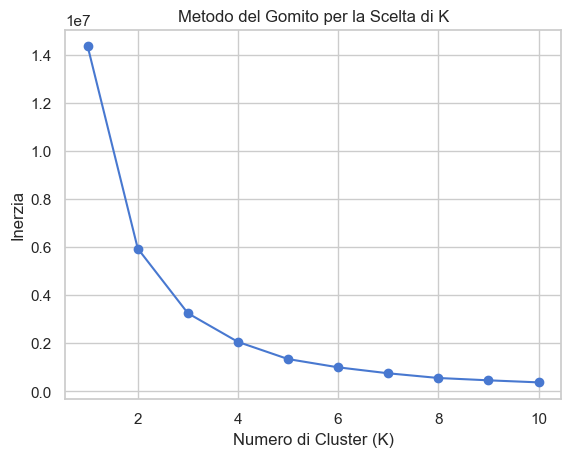 Metodo del Gomito per la Scelta di K
1e7
1.4
1.2
1.0
0.8
0.6
0.4
0.2
0.0
Inerzia
2 4 6 8 10
Numero di Cluster (K)